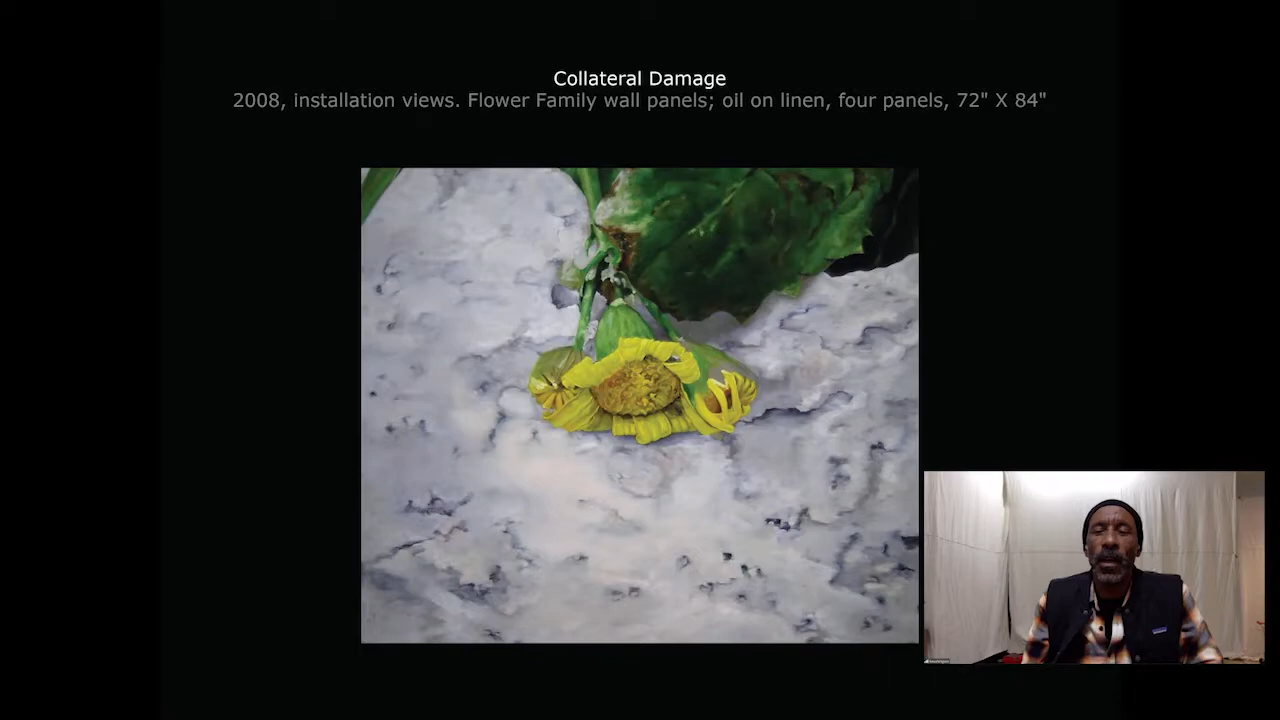 Collateral Damage
2008, installation views. Flower Family wall panels; oil on linen, four panels, 72" X 84"